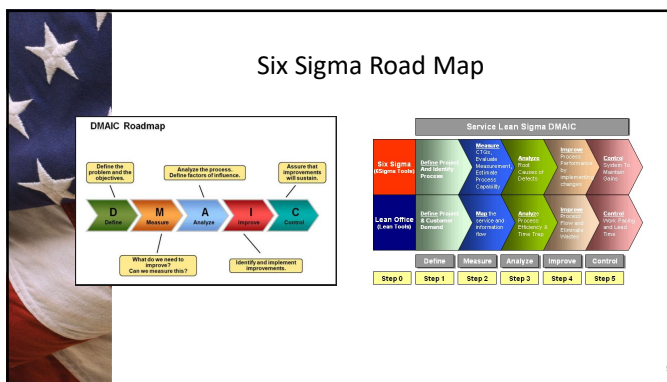 Six Sigma Road Map
DMAIC Roadmap
Define the
problem and the
objectives.
Analyze the process.
Define factors of influence.
Assure that
improvements
will sustain.
D
Define
M
Measure
A
Analyze
I
Improve
C
Control
What do we need to
improve?
Can we measure this?
Identify and implement
improvements.
Service Lean Sigma DMAIC
Six Sigma
(6Sigma Tools)
Define Project
And Identify
Process
Measure
CTQs,
Evaluate
Measurement,
Estimate
Process
Capability
Analyze
Root
Causes of
Defects
Improve
Process
Performance
by
implementing
changes
Control
System To
Maintain
Gains
Lean Office
(Lean Tools)
Define Project
& Customer
Demand
Map the
service and
information
flow
Analyze
Process
Efficiency &
Time Trap
Improve
Process
Flow and
Eliminate
Wastes
Control
Work Pacing
and Lead
Time
Define
Measure
Analyze
Improve
Control
Step 0
Step 1
Step 2
Step 3
Step 4
Step 5